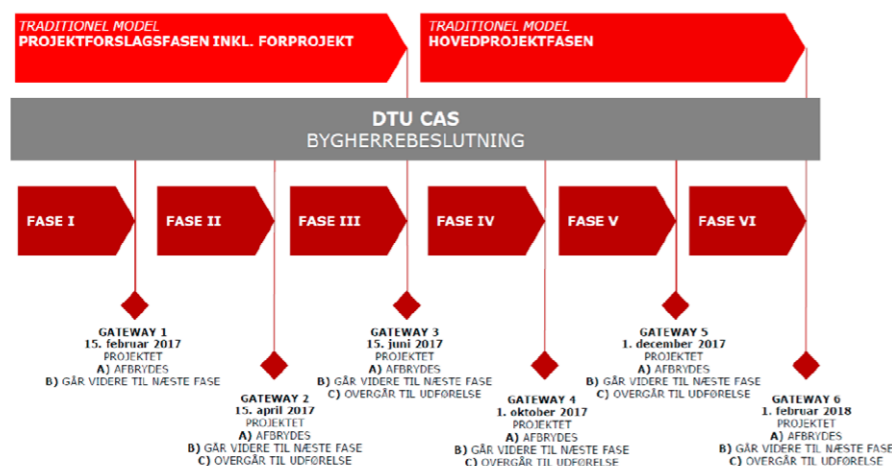 TRADITIONEL MODEL
PROJEKTFORSLAGSFASEN INKL. FORPROJEKT
TRADITIONEL MODEL
HOVEDPROJEKTFASEN
DTU CAS
BYGHERREBESLUTNING
FASE I
FASE II
FASE III
FASE IV
FASE V
FASE VI
GATEWAY 1
15. februar 2017
PROJEKTET
A) AFBRYDES
B) GÅR VIDERE TIL NÆSTE FASE
GATEWAY 2
15. april 2017
PROJEKTET
A) AFBRYDES
B) GÅR VIDERE TIL NÆSTE FASE
C) OVERGÅR TIL UDFØRELSE
GATEWAY 3
15. juni 2017
PROJEKTET
A) AFBRYDES
B) GÅR VIDERE TIL NÆSTE FASE
C) OVERGÅR TIL UDFØRELSE
GATEWAY 4
1. oktober 2017
PROJEKTET
A) AFBRYDES
B) GÅR VIDERE TIL NÆSTE FASE
C) OVERGÅR TIL UDFØRELSE
GATEWAY 5
1. december 2017
PROJEKTET
A) AFBRYDES
B) GÅR VIDERE TIL NÆSTE FASE
C) OVERGÅR TIL UDFØRELSE
GATEWAY 6
1. februar 2018
PROJEKTET
A) AFBRYDES
B) GÅR VIDERE TIL NÆSTE FASE
C) OVERGÅR TIL UDFØRELSE